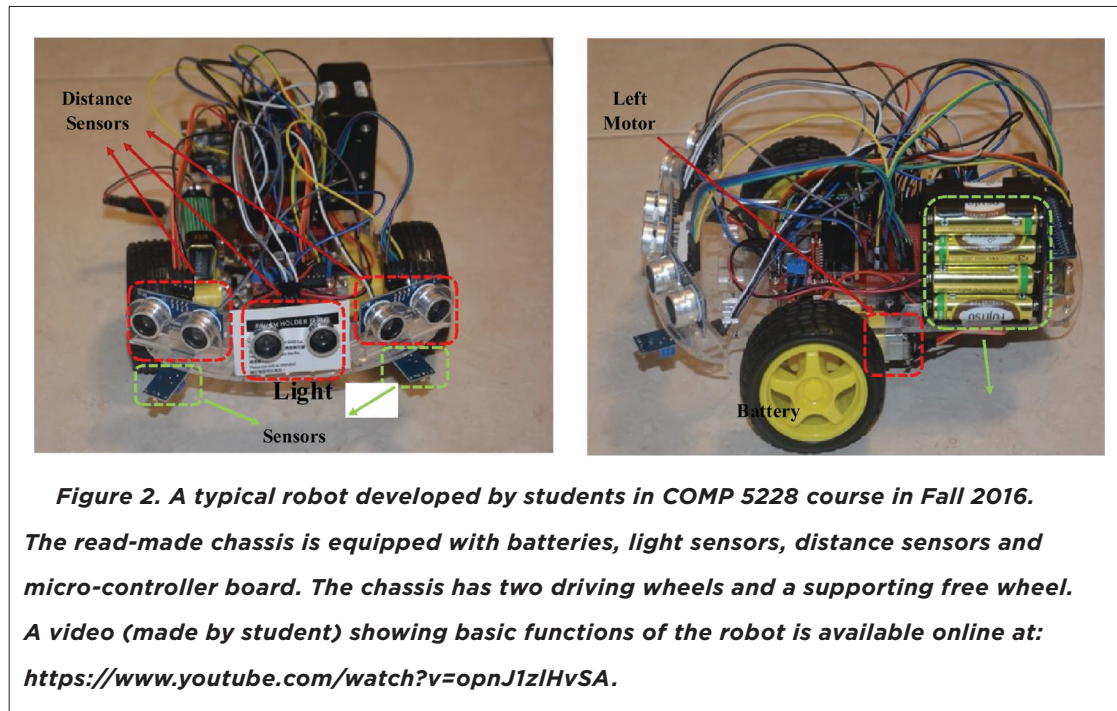 Distance
Sensors
Light
Sensors
Left
Motor
Battery
FUJITSU
Figure 2. A typical robot developed by students in COMP 5228 course in Fall 2016.
The read-made chassis is equipped with batteries, light sensors, distance sensors and
micro-controller board. The chassis has two driving wheels and a supporting free wheel.
A video (made by student) showing basic functions of the robot is available online at:
https://www.youtube.com/watch?v=opnJ1zlHvSA.